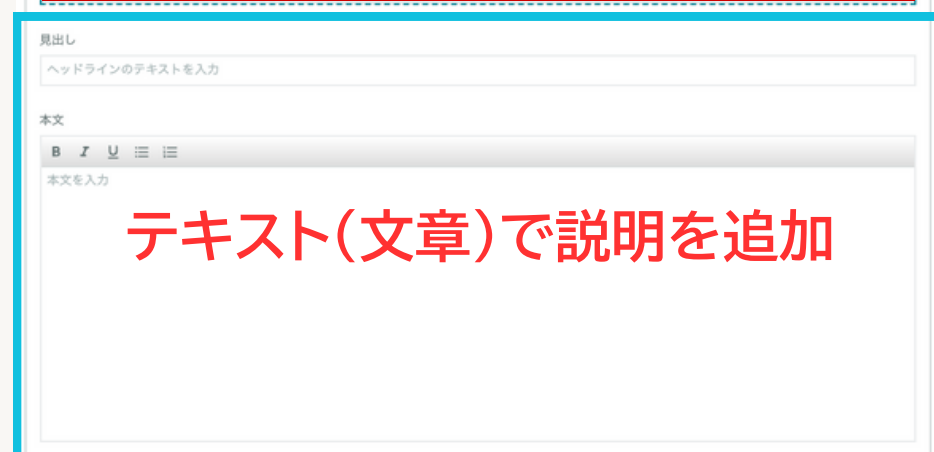 見出し
ヘッドラインのテキストを入力
本文
B I U
本文を入力
テキスト(文章)で説明を追加